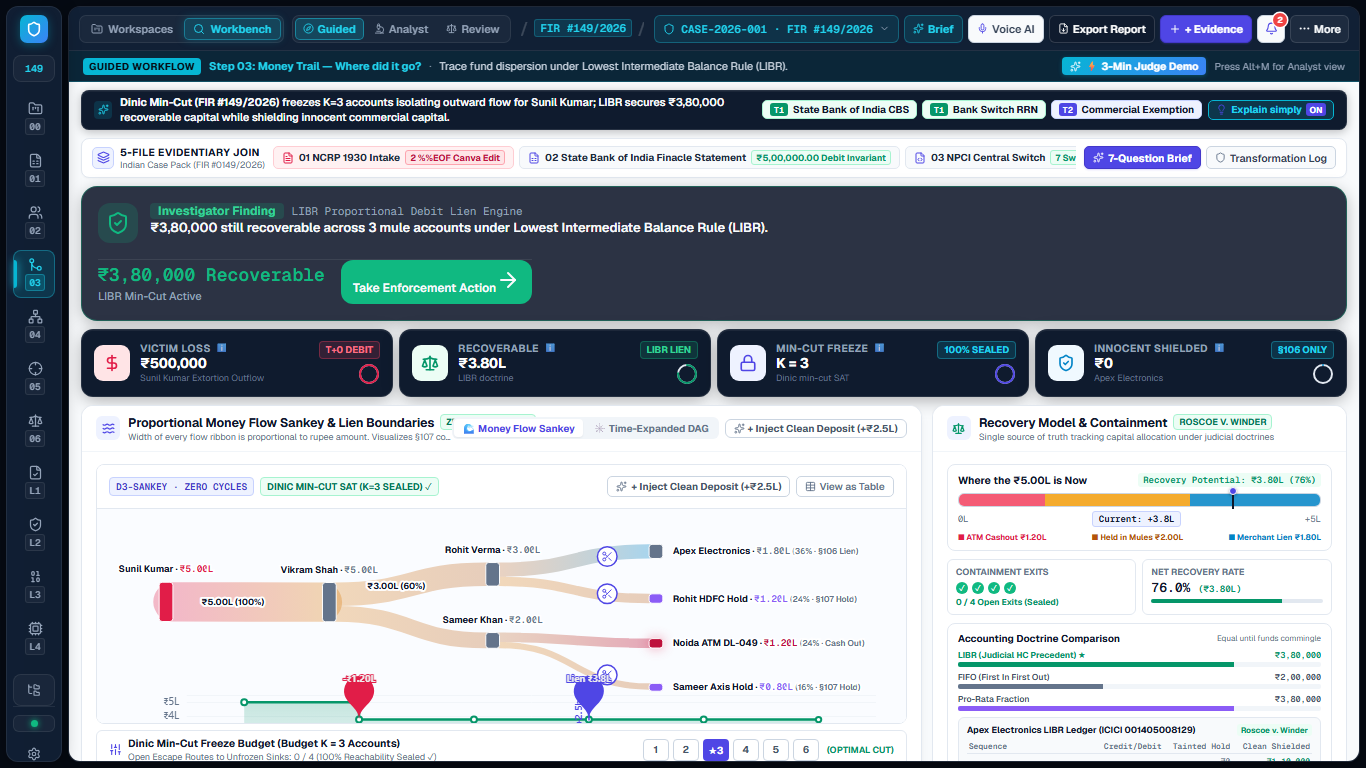 Workspaces
Workbench
Guided
Analyst
Review
/
FIR #149/2026
/
CASE-2026-001 · FIR #149/2026
Brief
Voice AI
Export Report
+ Evidence
2
··· More
149
00
01
02
03
04
05
06
L1
L2
L3
L4
GUIDED WORKFLOW
Step 03: Money Trail — Where did it go? · Trace fund dispersion under Lowest Intermediate Balance Rule (LIBR).
3-Min Judge Demo
Press Alt+M for Analyst view
Dinic Min-Cut (FIR #149/2026) freezes K=3 accounts isolating outward flow for Sunil Kumar; LIBR secures ₹3,80,000
recoverable capital while shielding innocent commercial capital.
T1 State Bank of India CBS
T1 Bank Switch RRN
T2 Commercial Exemption
Explain simply ON
5-FILE EVIDENTIARY JOIN
Indian Case Pack (FIR #0149/2026)
01 NCRP 1930 Intake 2 %%EOF Canva Edit
02 State Bank of India Finacle Statement ₹5,00,000.00 Debit Invariant
03 NPCI Central Switch 7 Sw
7-Question Brief
Transformation Log
Investigator Finding LIBR Proportional Debit Lien Engine
₹3,80,000 still recoverable across 3 mule accounts under Lowest Intermediate Balance Rule (LIBR).
₹3,80,000 Recoverable
LIBR Min-Cut Active
Take Enforcement Action
VICTIM LOSS
T+0 DEBIT
₹500,000
Sunil Kumar Extortion Outflow
RECOVERABLE
LIBR LIEN
₹3.80L
LIBR doctrine
MIN-CUT FREEZE
100% SEALED
K = 3
Dinic min-cut SAT
INNOCENT SHIELDED
§106 ONLY
₹0
Apex Electronics
Proportional Money Flow Sankey & Lien Boundaries
Width of every flow ribbon is proportional to rupee amount. Visualizes §107 co...
Money Flow Sankey
Time-Expanded DAG
+ Inject Clean Deposit (+₹2.5L)
D3-SANKEY · ZERO CYCLES
DINIC MIN-CUT SAT (K=3 SEALED) ✓
+ Inject Clean Deposit (+₹2.5L)
View as Table
Sunil Kumar · ₹5.00L
₹5.00L (100%)
Vikram Shah · ₹5.00L
₹3.00L (60%)
Rohit Verma · ₹3.00L
Sameer Khan · ₹2.00L
Apex Electronics · ₹1.80L (36% · §106 Lien)
Rohit HDFC Hold · ₹1.20L (24% · §107 Hold)
Noida ATM DL-049 · ₹1.20L (24% · Cash Out)
Sameer Axis Hold · ₹0.80L (16% · §107 Hold)
-₹1.20L
Lien ₹3.8L
₹5L
₹4L
Dinic Min-Cut Freeze Budget (Budget K = 3 Accounts)
Open Escape Routes to Unfrozen Sinks: 0 / 4 (100% Reachability Sealed ✓)
1
2
★3
4
5
6
(OPTIMAL CUT)
Recovery Model & Containment ROSCOE V. WINDER
Single source of truth tracking capital allocation under judicial doctrines
Where the ₹5.00L is Now
Recovery Potential: ₹3.80L (76%)
0L
Current: +3.8L
+5L
ATM Cashout ₹1.20L
Held in Mules ₹2.00L
Merchant Lien ₹1.80L
CONTAINMENT EXITS
0 / 4 Open Exits (Sealed)
NET RECOVERY RATE
76.0% (₹3.80L)
Accounting Doctrine Comparison
Equal until funds commingle
LIBR (Judicial HC Precedent) ★
₹3,80,000
FIFO (First In First Out)
₹2,00,000
Pro-Rata Fraction
₹3,80,000
Apex Electronics LIBR Ledger (ICICI 001405008129)
Roscoe v. Winder
Sequence
Credit/Debit
Tainted Hold
Clean Shielded